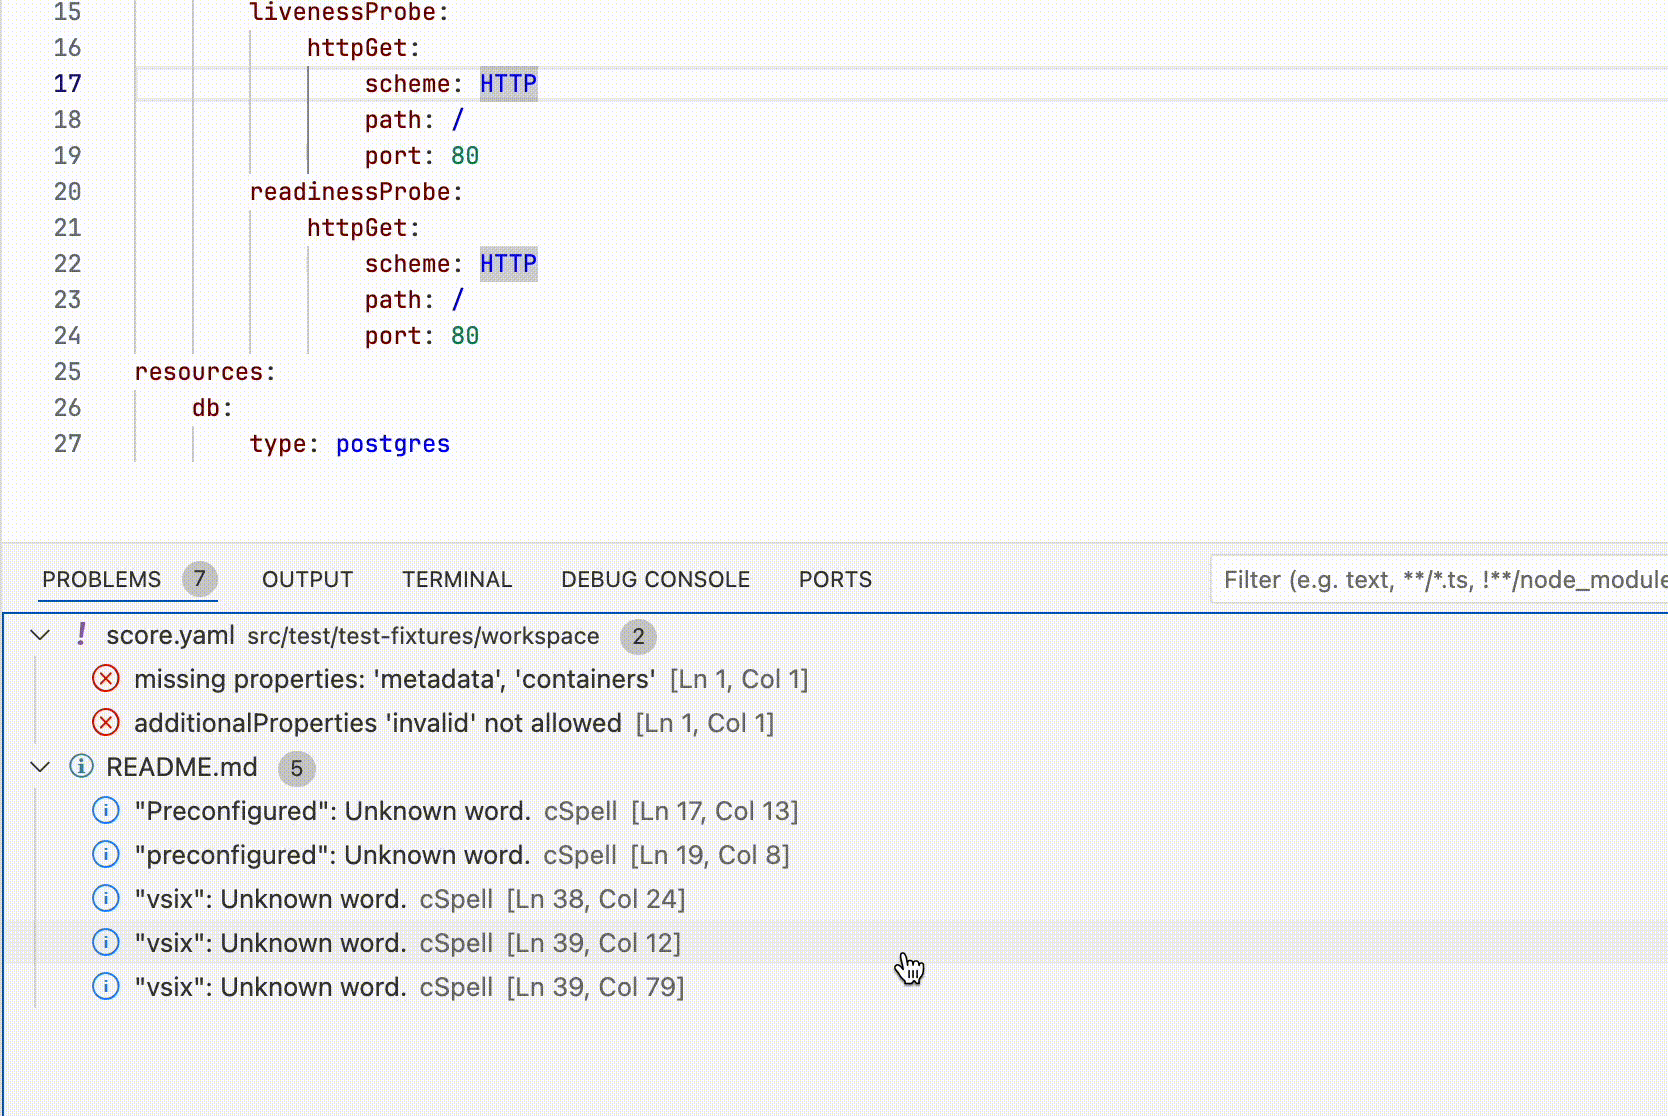 15 livenessProbe:
16 httpGet:
17 scheme: HTTP
18 path: /
19 port: 80
20 readinessProbe:
21 httpGet:
22 scheme: HTTP
23 path: /
24 port: 80
25 resources:
26 db:
27 type: postgres
PROBLEMS 7 OUTPUT TERMINAL DEBUG CONSOLE PORTS Filter (e.g. text, **/*.ts, !**/node_module
! score.yaml src/test/test-fixtures/workspace 2
missing properties: 'metadata', 'containers' [Ln 1, Col 1]
additionalProperties 'invalid' not allowed [Ln 1, Col 1]
README.md 5
"Preconfigured": Unknown word. cSpell [Ln 17, Col 13]
"preconfigured": Unknown word. cSpell [Ln 19, Col 8]
"vsix": Unknown word. cSpell [Ln 38, Col 24]
"vsix": Unknown word. cSpell [Ln 39, Col 12]
"vsix": Unknown word. cSpell [Ln 39, Col 79]